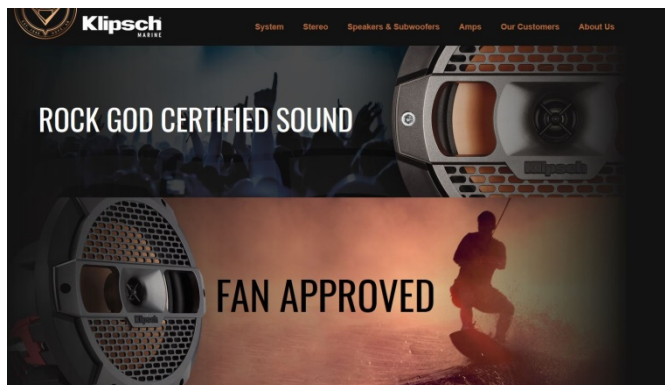 Klipsch
MARINE
System Stereo Speakers & Subwoofers Amps Our Customers About Us
ROCK GOD CERTIFIED SOUND
Klipsch
FAN APPROVED
Klipsch